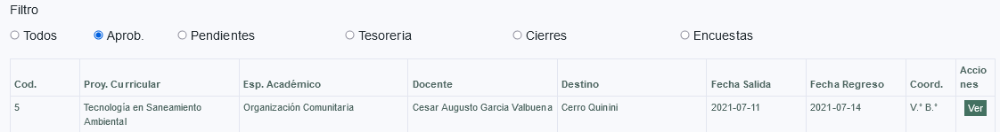 Filtro
Todos Aprob. Pendientes Tesoreria Cierres Encuestas
Cod. Proy. Curricular Esp. Académico Docente Destino Fecha Salida Fecha Regreso Coord. Accio
nes
5 Tecnología en Saneamiento Organización Comunitaria Cesar Augusto Garcia Valbuena Cerro Quinini 2021-07-11 2021-07-14 V.° B.° Ver
Ambiental